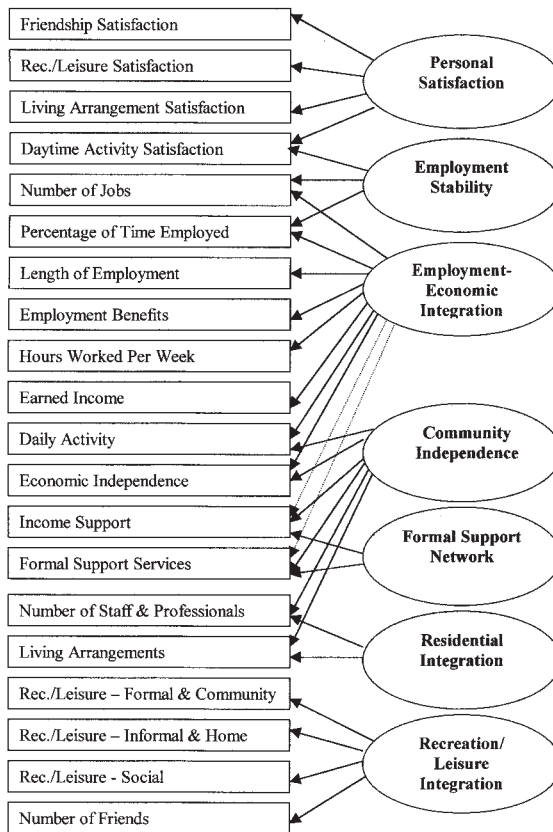 Friendship Satisfaction
Rec./Leisure Satisfaction
Living Arrangement Satisfaction
Daytime Activity Satisfaction
Number of Jobs
Percentage of Time Employed
Length of Employment
Employment Benefits
Hours Worked Per Week
Earned Income
Daily Activity
Economic Independence
Income Support
Formal Support Services
Number of Staff & Professionals
Living Arrangements
Rec./Leisure – Formal & Community
Rec./Leisure – Informal & Home
Rec./Leisure - Social
Number of Friends
Personal
Satisfaction
Employment
Stability
Employment-
Economic
Integration
Community
Independence
Formal Support
Network
Residential
Integration
Recreation/
Leisure
Integration